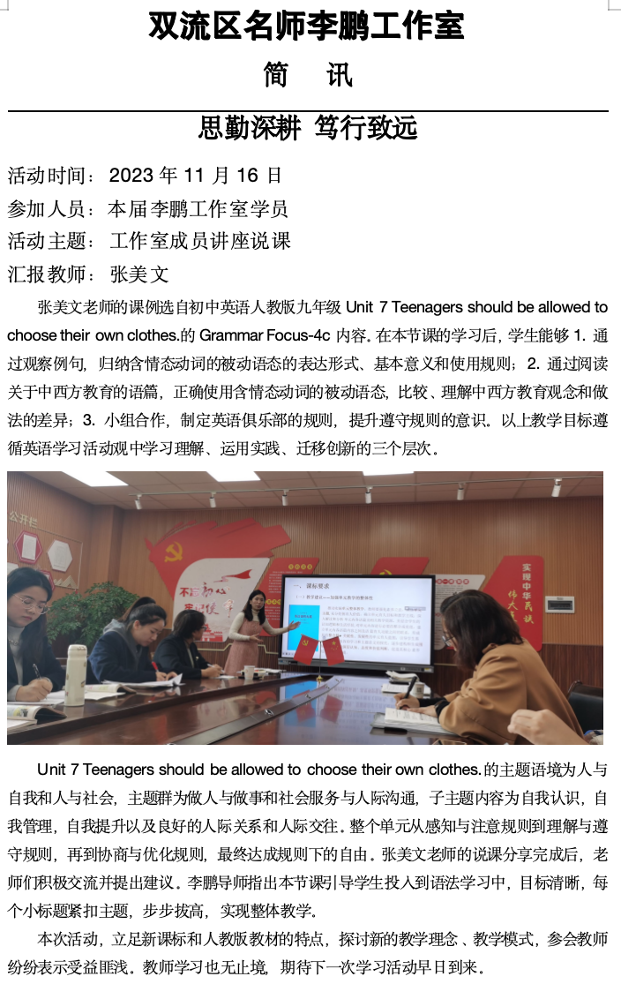 双流区名师李鹏工作室
简 讯
思勤深耕 笃行致远
活动时间：2023 年 11 月 16 日
参加人员：本届李鹏工作室学员
活动主题：工作室成员讲座说课
汇报教师：张美文
张美文老师的课例选自初中英语人教版九年级 Unit 7 Teenagers should be allowed to
choose their own clothes.的 Grammar Focus-4c 内容。在本节课的学习后，学生能够 1. 通
过观察例句，归纳含情态动词的被动语态的表达形式、基本意义和使用规则；2. 通过阅读
关于中西方教育的语篇，正确使用含情态动词的被动语态，比较、理解中西方教育观念和做
法的差异；3. 小组合作，制定英语俱乐部的规则，提升遵守规则的意识。以上教学目标遵
循英语学习活动观中学习理解、运用实践、迁移创新的三个层次。
公开栏
不忘初心
一、课标要求
实现中华民族
伟大
Unit 7 Teenagers should be allowed to choose their own clothes.的主题语境为人与
自我和人与社会，主题群为做人与做事和社会服务与人际沟通，子主题内容为自我认识，自
我管理，自我提升以及良好的人际关系和人际交往。整个单元从感知与注意规则到理解与遵
守规则，再到协商与优化规则，最终达成规则下的自由。张美文老师的说课分享完成后，老
师们积极交流并提出建议。李鹏导师指出本节课引导学生投入到语法学习中，目标清晰，每
个小标题紧扣主题，步步拔高，实现整体教学。
本次活动，立足新课标和人教版教材的特点，探讨新的教学理念、教学模式，参会教师
纷纷表示受益匪浅。教师学习也无止境，期待下一次学习活动早日到来。